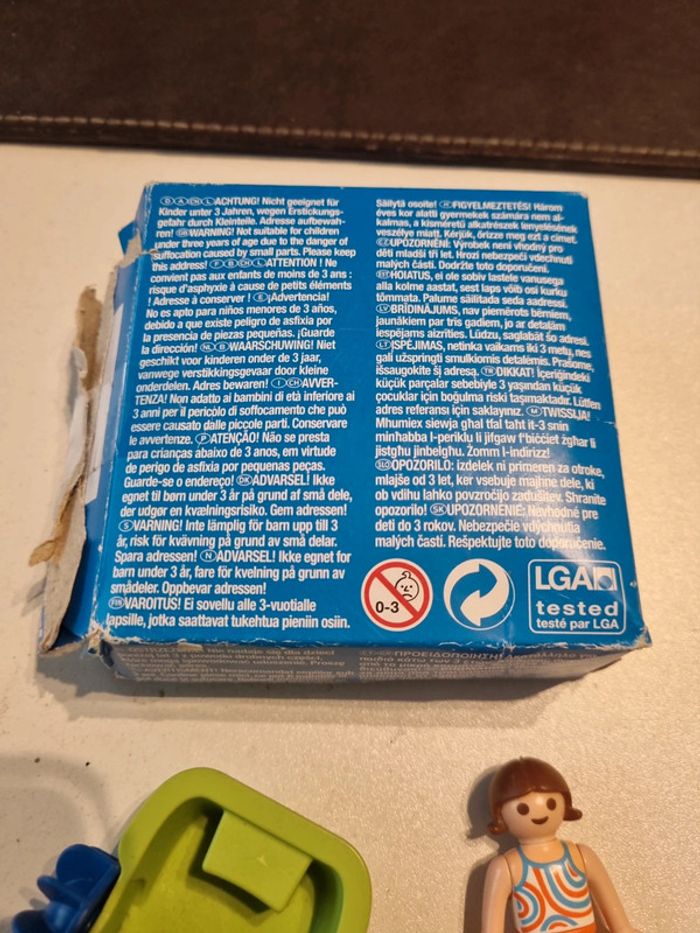 Ⓓ Ⓐ ⒸⒽ Ⓛ ACHTUNG! Nicht geeignet für
Kinder unter 3 Jahren, wegen Erstickungs-
gefahr durch Kleinteile. Adresse aufbewah-
ren! ⒼⒷ WARNING! Not suitable for children
under three years of age due to the danger of
suffocation caused by small parts. Please keep
this address! Ⓕ Ⓑ ⒸⒽ Ⓛ ATTENTION ! Ne
convient pas aux enfants de moins de 3 ans :
risque d'asphyxie à cause de petits éléments
! Adresse à conserver ! Ⓔ ¡Advertencia!
No es apto para niños menores de 3 años,
debido a que existe peligro de asfixia por
la presencia de piezas pequeñas. ¡Guarde
la dirección! ⓃⓁ Ⓑ WAARSCHUWING! Niet
geschikt voor kinderen onder de 3 jaar,
vanwege verstikkingsgevaar door kleine
onderdelen. Adres bewaren! Ⓘ ⒸⒽ AVVER-
TENZA! Non adatto ai bambini di età inferiore ai
3 anni per il pericolo di soffocamento che può
essere causato dalle piccole parti. Conservare
le avvertenze. Ⓟ ATENÇÃO! Não se presta
para crianças abaixo de 3 anos, em virtude
de perigo de asfixia por pequenas peças.
Guarde-se o endereço! ⒹⓀ ADVARSEL! Ikke
egnet til børn under 3 år på grund af små dele,
der udgør en kvælningsrisiko. Gem adressen!
Ⓢ VARNING! Inte lämplig för barn upp till 3
år, risk för kvävning på grund av små delar.
Spara adressen! Ⓝ ADVARSEL! Ikke egnet for
barn under 3 år, fare for kvelning på grunn av
smådeler. Oppbevar adressen!
ⒻⒾⓃ VAROITUS! Ei sovellu alle 3-vuotialle
lapsille, jotka saattavat tukehtua pieniin osiin.
Säilytä osoite! Ⓗ FIGYELMEZTETÉS! Három
éves kor alatti gyermekek számára nem al-
kalmas, a kisméretű alkatrészek lenyelésének
veszélye miatt. Kérjük, őrizze meg ezt a címet.
ⒸⓏ UPOZORNĚNÍ: Výrobek není vhodný pro
děti mladší tří let. Hrozí nebezpečí vdechnutí
malých částí. Dodržte toto doporučení.
ⒺⓈⓉ HOIATUS, ei ole sobiv lastele vanusega
alla kolme aastat, sest laps võib osi kurku
tõmmata. Palume säilitada seda aadressi.
ⓁⓋ BRĪDINĀJUMS, nav piemērots bērniem,
jaunākiem par trīs gadiem, jo ar detaļām
iespējams aizrīties. Lūdzu, saglabāt šo adresi.
ⓁⓉ ĮSPĖJIMAS, netinka vaikams iki 3 metų, nes
gali užspringti smulkiomis detalėmis. Prašome,
išsaugokite šį adresą. ⓉⓇ DIKKAT! İçeriğindeki
küçük parçalar sebebiyle 3 yaşından küçük
çocuklar için boğulma riski taşımaktadır. Lütfen
adres referansı için saklayınız. Ⓜ TWISSJA!
Mhumiex siewja għal tfal taħt it-3 snin
minħabba l-periklu li jifgaw f'biċċiet żgħar li
jistgħu jinbelgħu. Żomm l-indirizz!
ⓈⓁⓄ OPOZORILO: izdelek ni primeren za otroke,
mlajše od 3 let, ker vsebuje majhne dele, ki
ob vdihu lahko povzročijo zadušitev. Shranite
opozorilo! ⓈⓀ UPOZORNENIE: Nevhodné pre
deti do 3 rokov. Nebezpečie vdýchnutia
malých častí. Rešpektujte toto doporučenie.
0-3
LGA
tested
testé par LGA